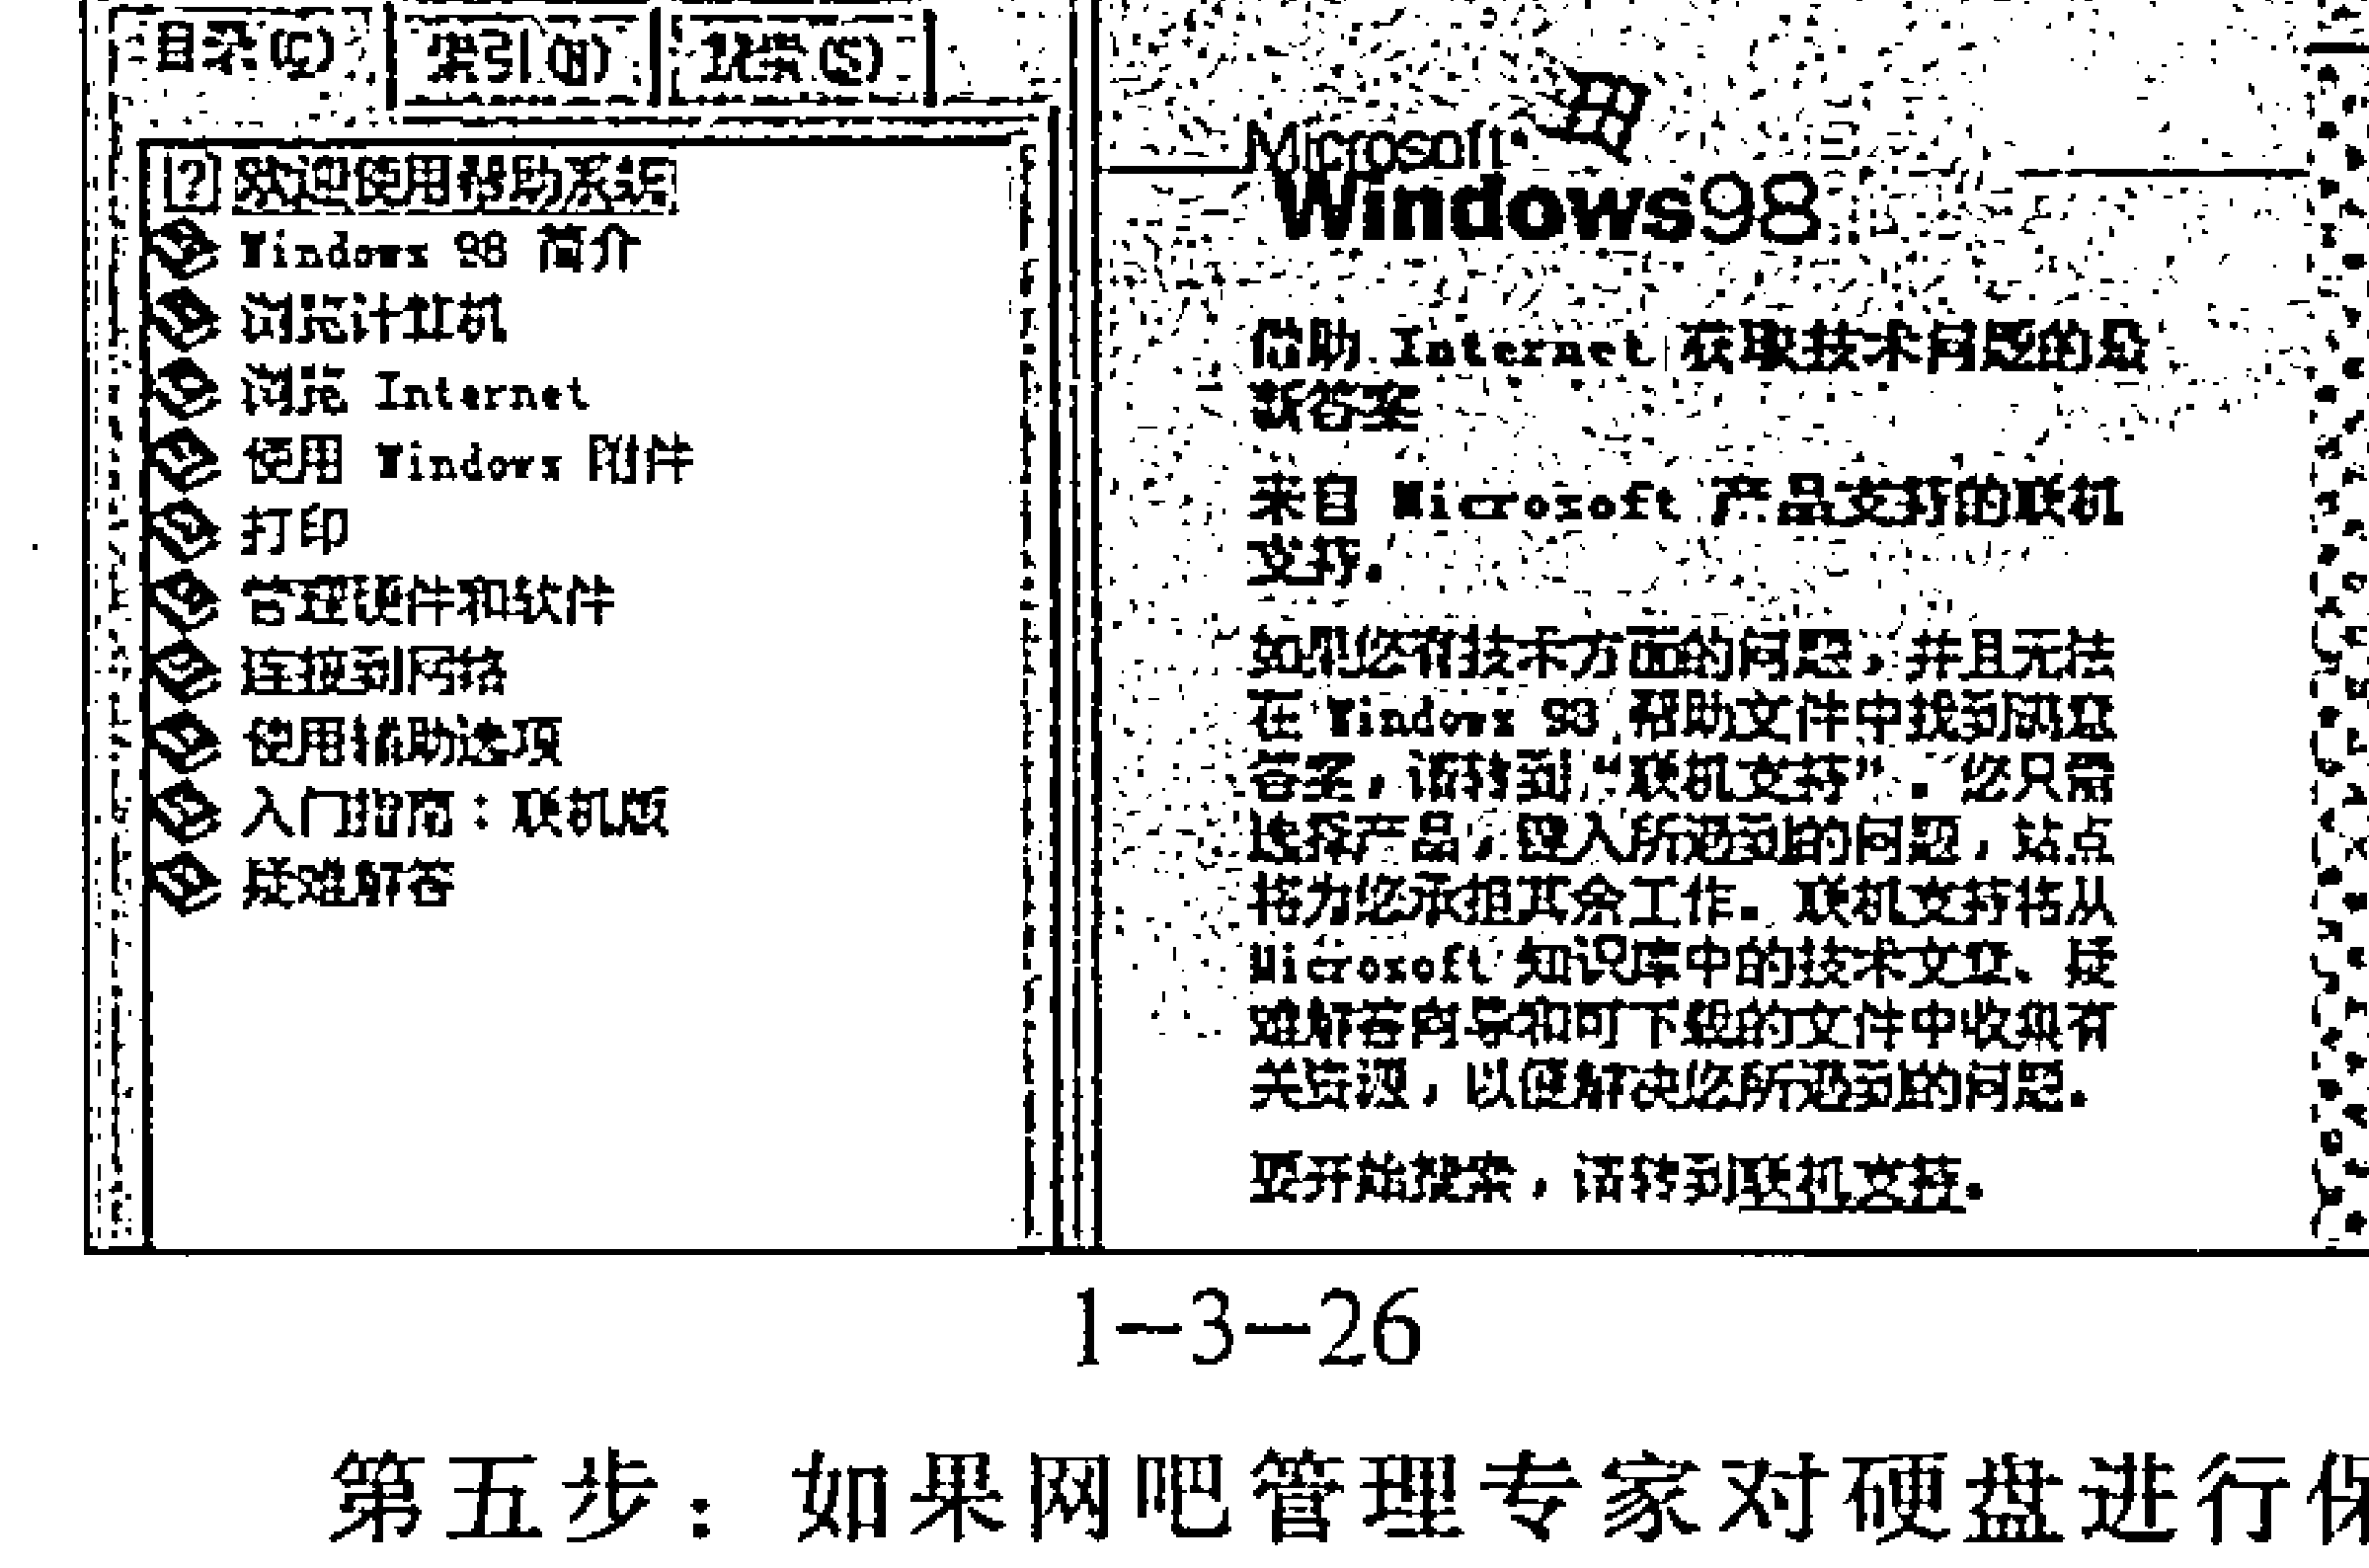 目录(C) 索引(N) 搜索(S)
欢迎使用帮助系统
Windows 98 简介
浏览计算机
浏览 Internet
使用 Windows 附件
打印
管理硬件和软件
连接到网络
使用辅助选项
入门指南：联机版
疑难解答
Microsoft
Windows98
借助 Internet 获取技术问题的最
新答案
来自 Microsoft 产品支持的联机
支持。
如果您有技术方面的问题，并且无法
在 Windows 98 帮助文件中找到满意
答案，请转到“联机支持”。您只需
选择产品，键入所遇到的问题，站点
将为您承担其余工作。联机支持将从
Microsoft 知识库中的技术文章、疑
难解答向导和可下载的文件中收集有
关资源，以便解决您所遇到的问题。
要开始搜索，请转到联机支持。
1-3-26
第五步：如果网吧管理专家对硬盘进行保